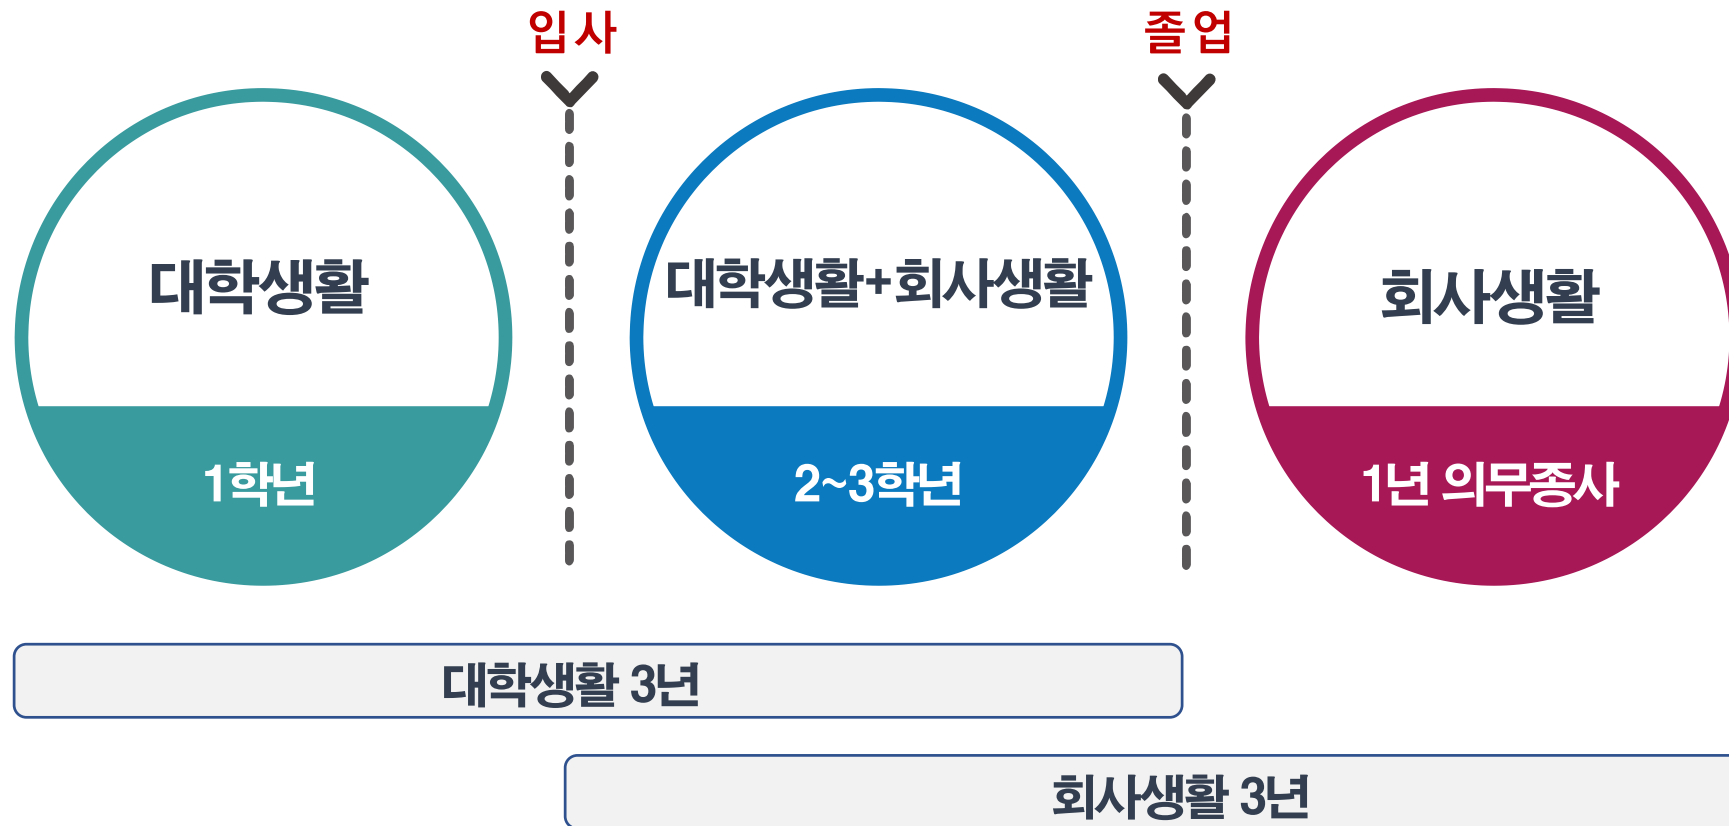 입사
졸업
대학생활
대학생활+회사생활
회사생활
1학년
2~3학년
1년 의무종사
대학생활 3년
회사생활 3년